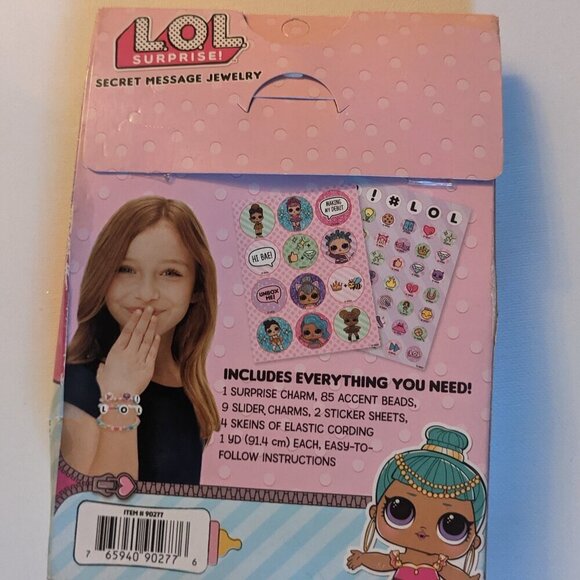 L.O.L
SURPRISE!
SECRET MESSAGE JEWELRY
MAKING
MY DEBUT
HI BAE!
UNBOX
ME!
! # L O L
L O L
INCLUDES EVERYTHING YOU NEED!
1 SURPRISE CHARM, 85 ACCENT BEADS,
9 SLIDER CHARMS, 2 STICKER SHEETS,
4 SKEINS OF ELASTIC CORDING
1 YD (91.4 cm) EACH, EASY-TO-
FOLLOW INSTRUCTIONS
ITEM # 90277
7 65940 90277 6